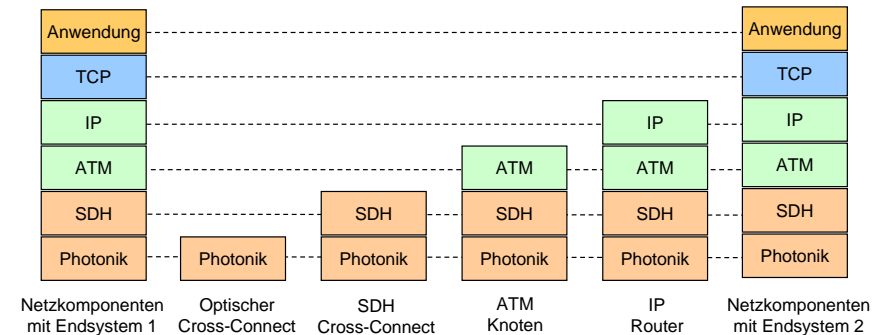 Anwendung
Anwendung
TCP
TCP
IP
IP
IP
ATM
ATM
ATM
ATM
SDH
SDH
SDH
SDH
SDH
Photonik
Photonik
Photonik
Photonik
Photonik
Photonik
Netzkomponenten
mit Endsystem 1
Optischer
Cross-Connect
SDH
Cross-Connect
ATM
Knoten
IP
Router
Netzkomponenten
mit Endsystem 2